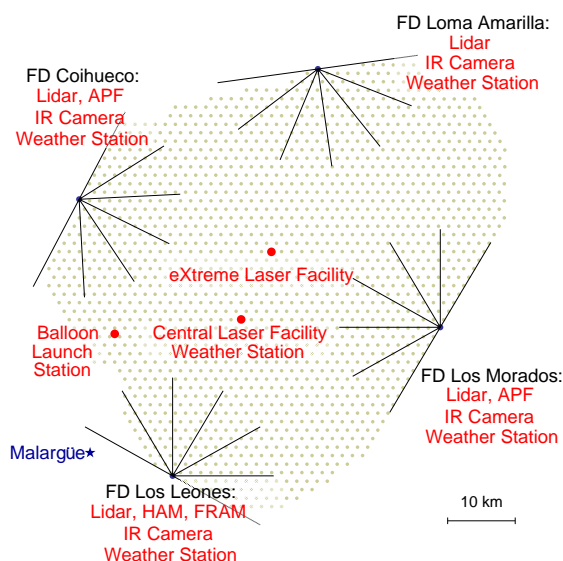 FD Loma Amarilla:
Lidar
IR Camera
Weather Station
FD Coihueco:
Lidar, APF
IR Camera
Weather Station
eXtreme Laser Facility
Balloon
Launch
Station
Central Laser Facility
Weather Station
FD Los Morados:
Lidar, APF
IR Camera
Weather Station
Malargüe
FD Los Leones:
Lidar, HAM, FRAM
IR Camera
Weather Station
10 km